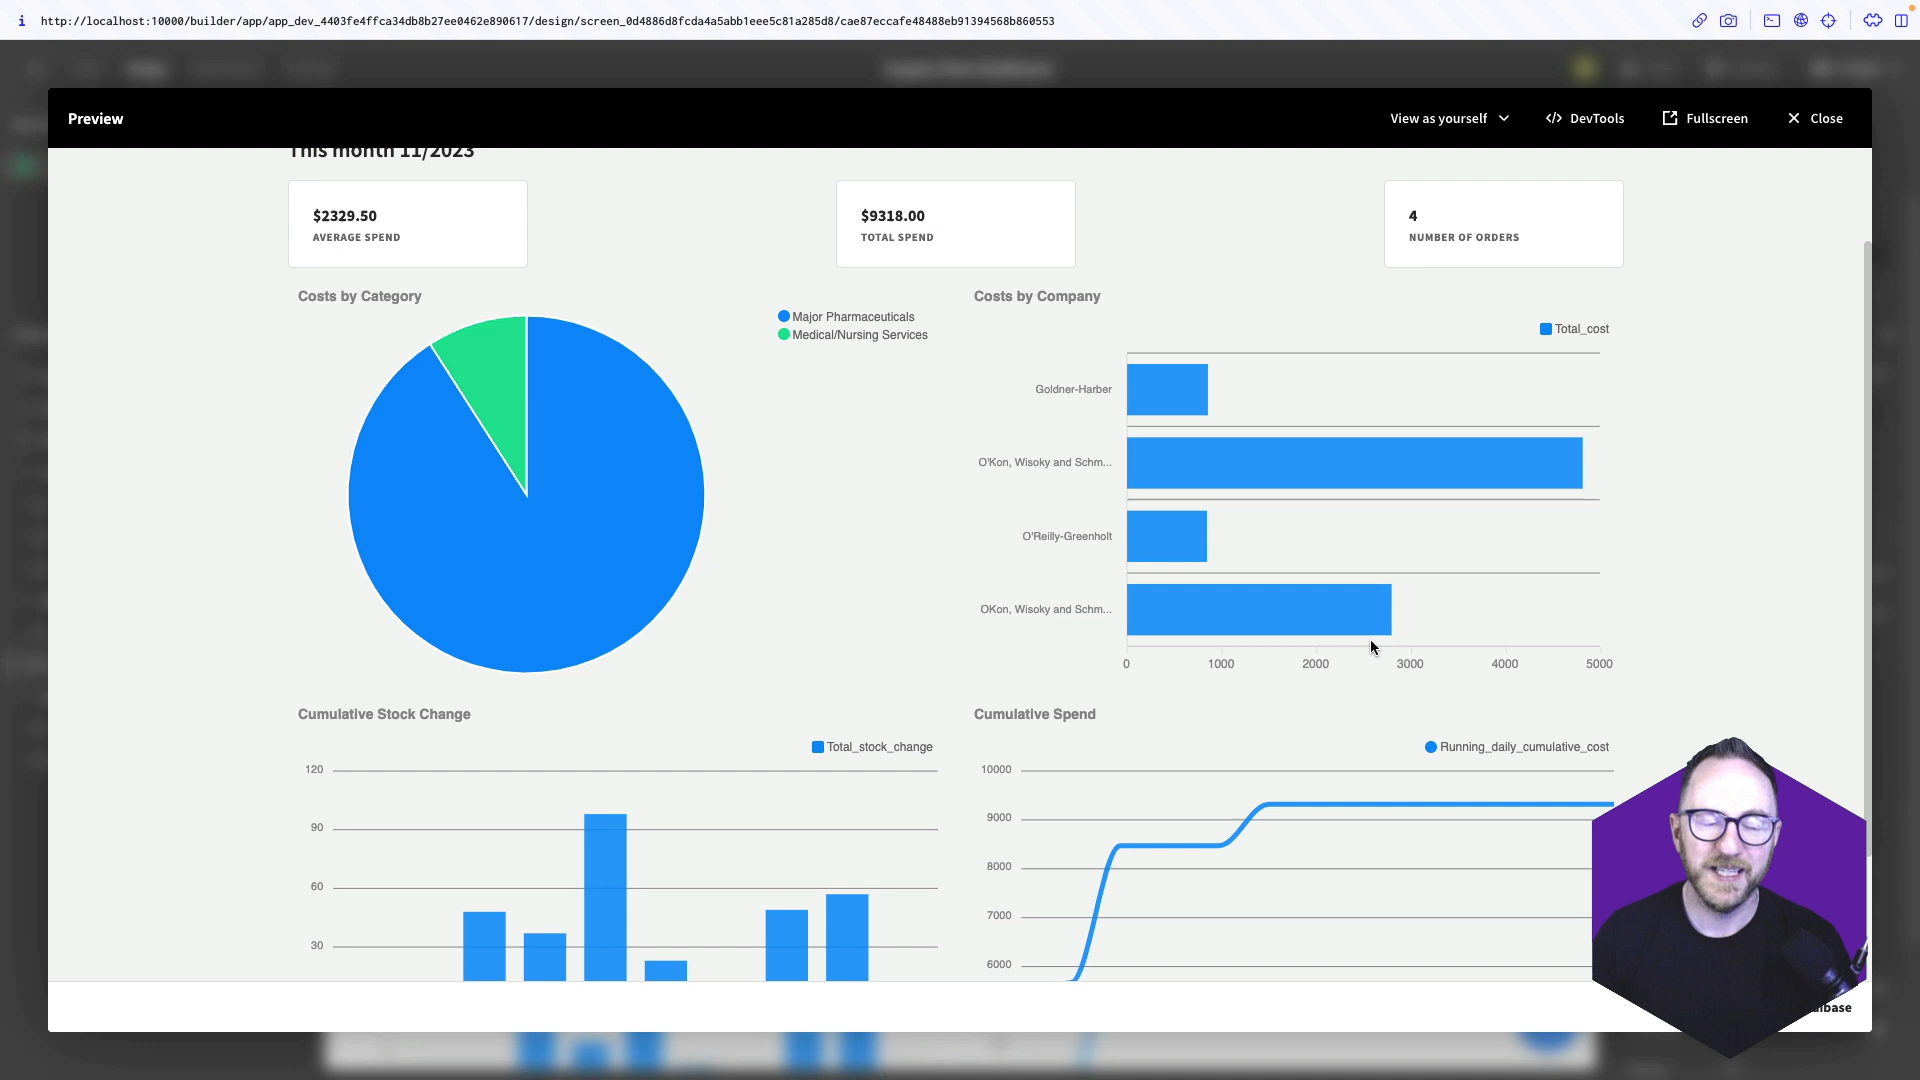 http://localhost:10000/builder/app/app_dev_4403fe4ffca34db8b27ee0462e890617/design/screen_0d4886d8fcda4a5abb1eee5c81a285d8/cae87eccafe48488eb91394568b860553
Preview
View as yourself
</> DevTools
Fullscreen
Close
This month 11/2023
$2329.50
AVERAGE SPEND
$9318.00
TOTAL SPEND
4
NUMBER OF ORDERS
Costs by Category
Major Pharmaceuticals
Medical/Nursing Services
Costs by Company
Total_cost
Goldner-Harber
O'Kon, Wisoky and Schm...
O'Reilly-Greenholt
OKon, Wisoky and Schm...
0 1000 2000 3000 4000 5000
Cumulative Stock Change
Total_stock_change
120
90
60
30
Cumulative Spend
Running_daily_cumulative_cost
10000
9000
8000
7000
6000